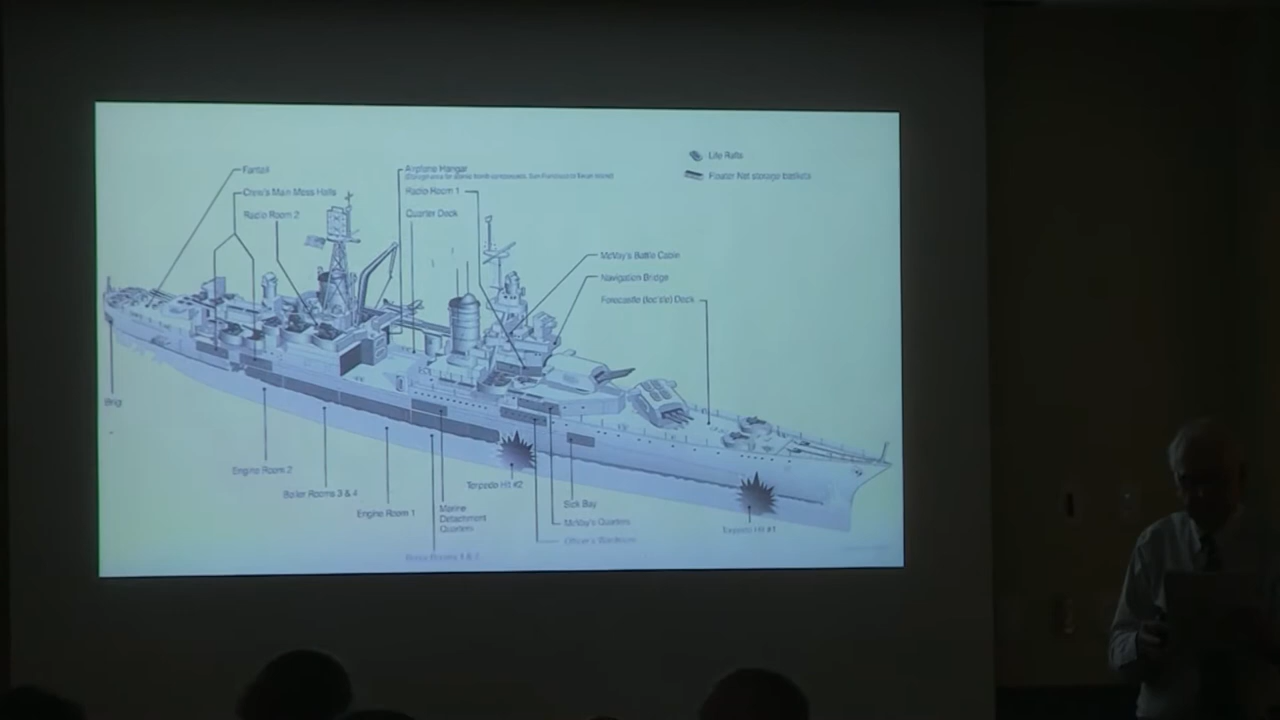 Fantail
Crew's Main Mess Halls
Radio Room 2
Airplane Hangar
Radio Room 1
Quarter Deck
Life Rafts
Floater Net storage baskets
McVay's Battle Cabin
Navigation Bridge
Forecastle (foc'sle) Deck
Brig
Engine Room 2
Boiler Rooms 3 & 4
Engine Room 1
Marine
Detachment
Quarters
Torpedo Hit #2
Sick Bay
McVay's Quarters
Officer's Wardroom
Torpedo Hit #1